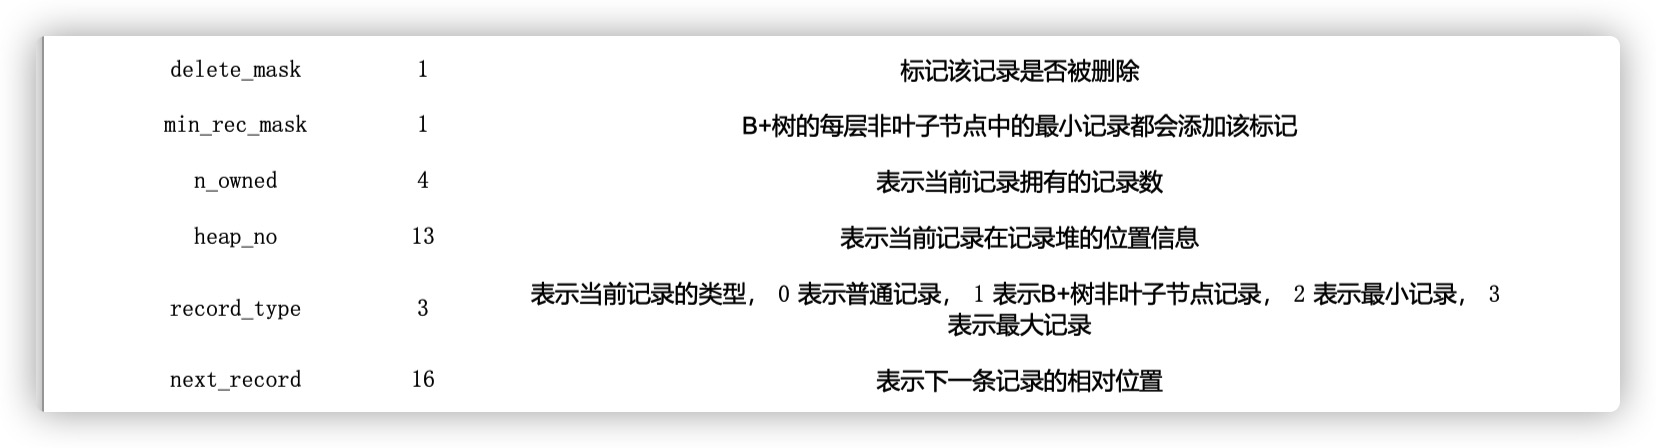 delete_mask 1 标记该记录是否被删除
min_rec_mask 1 B+树的每层非叶子节点中的最小记录都会添加该标记
n_owned 4 表示当前记录拥有的记录数
heap_no 13 表示当前记录在记录堆的位置信息
record_type 3 表示当前记录的类型， 0 表示普通记录， 1 表示B+树非叶子节点记录， 2 表示最小记录， 3
表示最大记录
next_record 16 表示下一条记录的相对位置